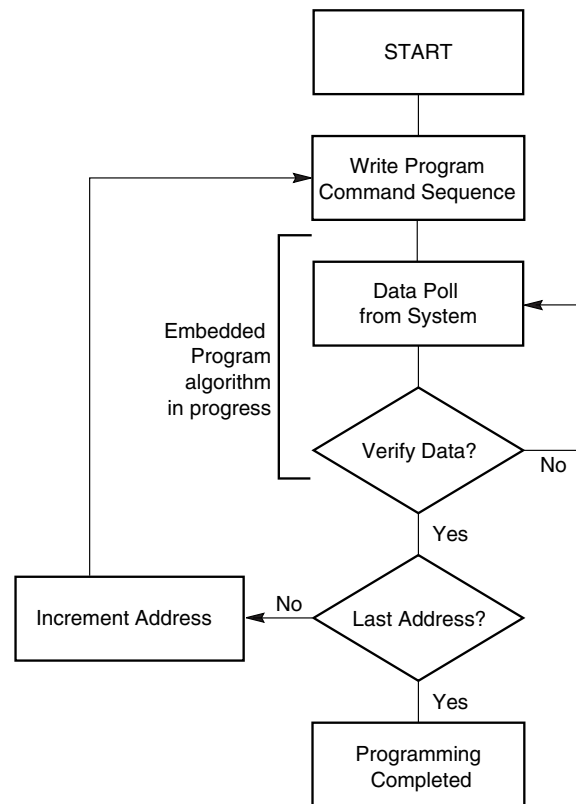 START
Write Program
Command Sequence
Data Poll
from System
Embedded
Program
algorithm
in progress
Verify Data?
No
Yes
Increment Address
No
Last Address?
Yes
Programming
Completed